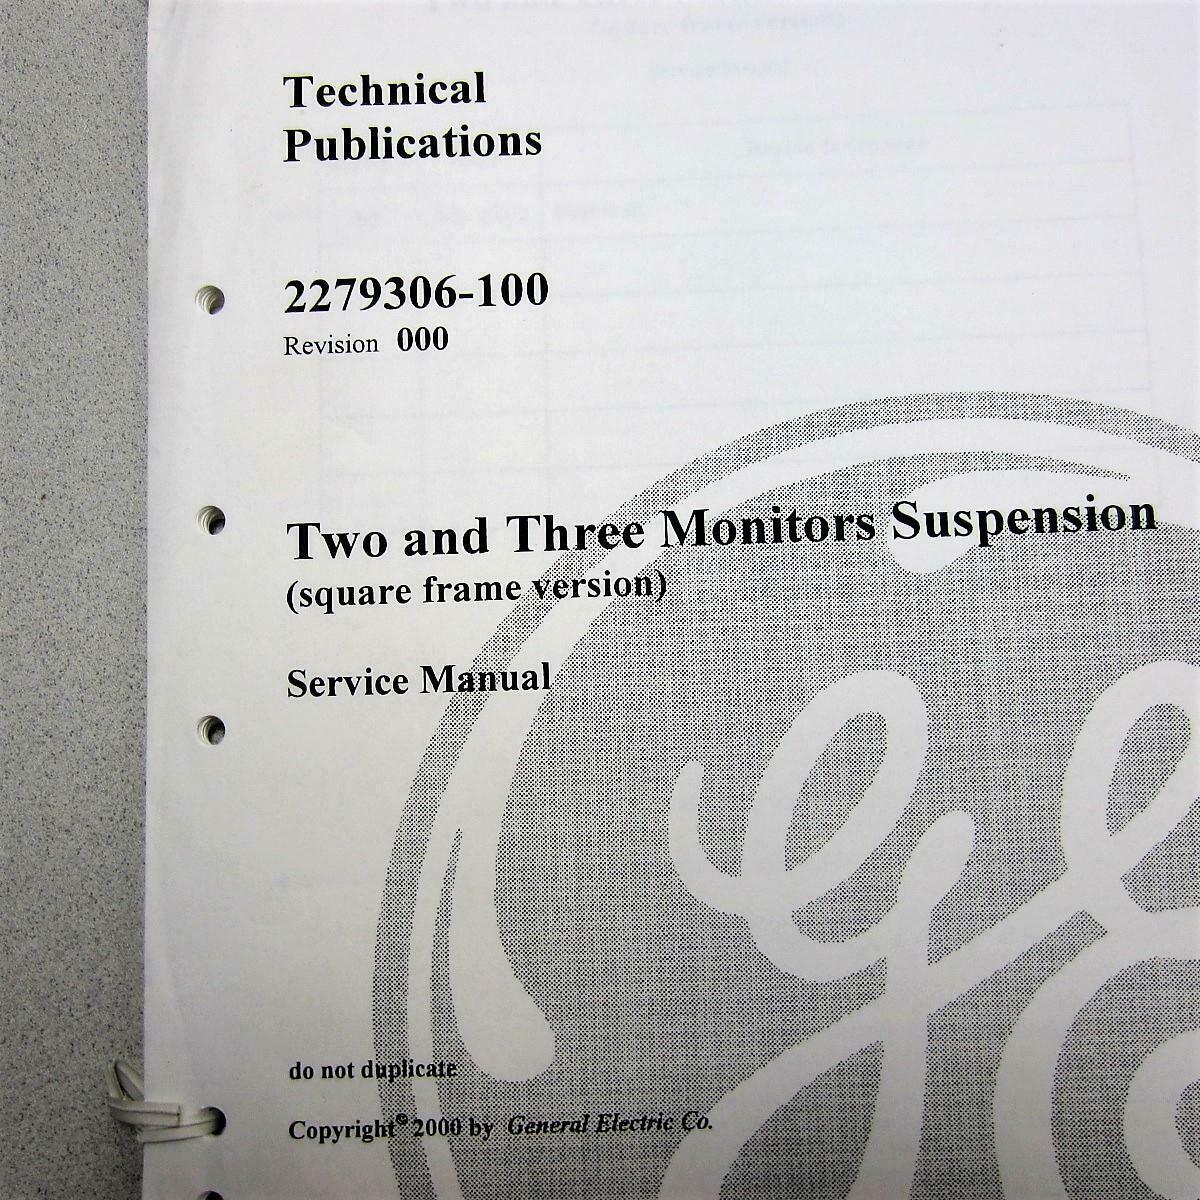 Technical
Publications
2279306-100
Revision 000
Two and Three Monitors Suspension
(square frame version)
Service Manual
do not duplicate
Copyright© 2000 by General Electric Co.